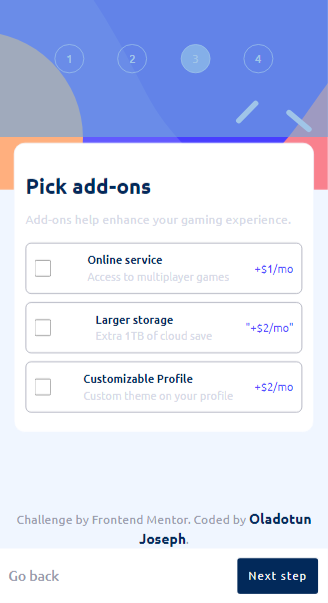 1 2 3 4
Pick add-ons
Add-ons help enhance your gaming experience.
Online service
Access to multiplayer games
+$1/mo
Larger storage
Extra 1TB of cloud save
"+$2/mo"
Customizable Profile
Custom theme on your profile
+$2/mo
Challenge by Frontend Mentor. Coded by Oladotun
Joseph.
Go back
Next step